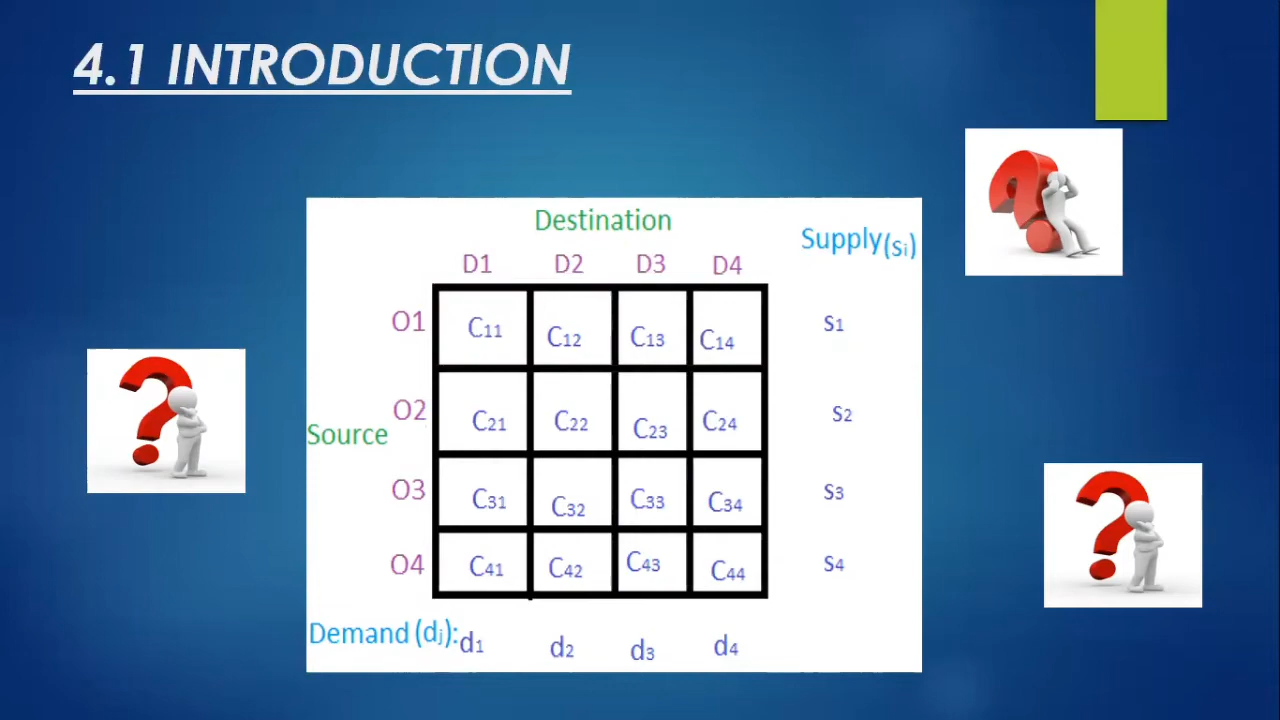 4.1 INTRODUCTION
Destination
Supply(si)
D1 D2 D3 D4
O1 C11 C12 C13 C14 s1
O2 C21 C22 C23 C24 s2
Source
O3 C31 C32 C33 C34 s3
O4 C41 C42 C43 C44 s4
Demand (dj): d1 d2 d3 d4